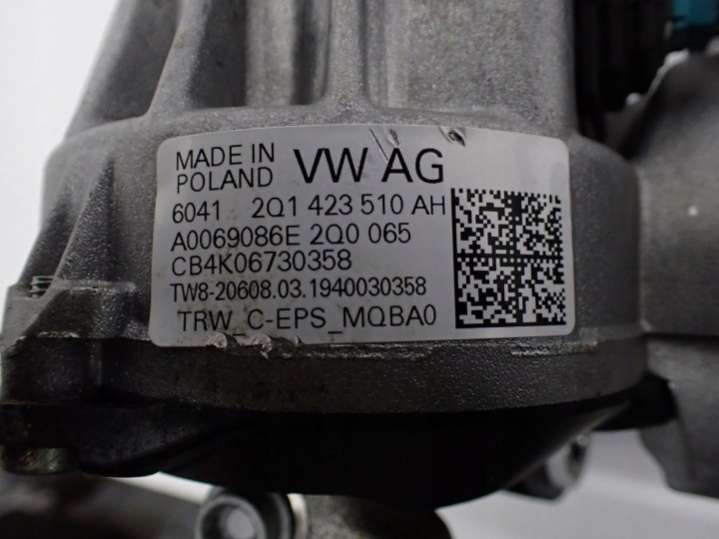 MADE IN POLAND VW AG
6041 2Q1 423 510 AH
A0069086E 2Q0 065
CB4K06730358
TW8-20608.03.1940030358
TRW_C-EPS_MQBA0